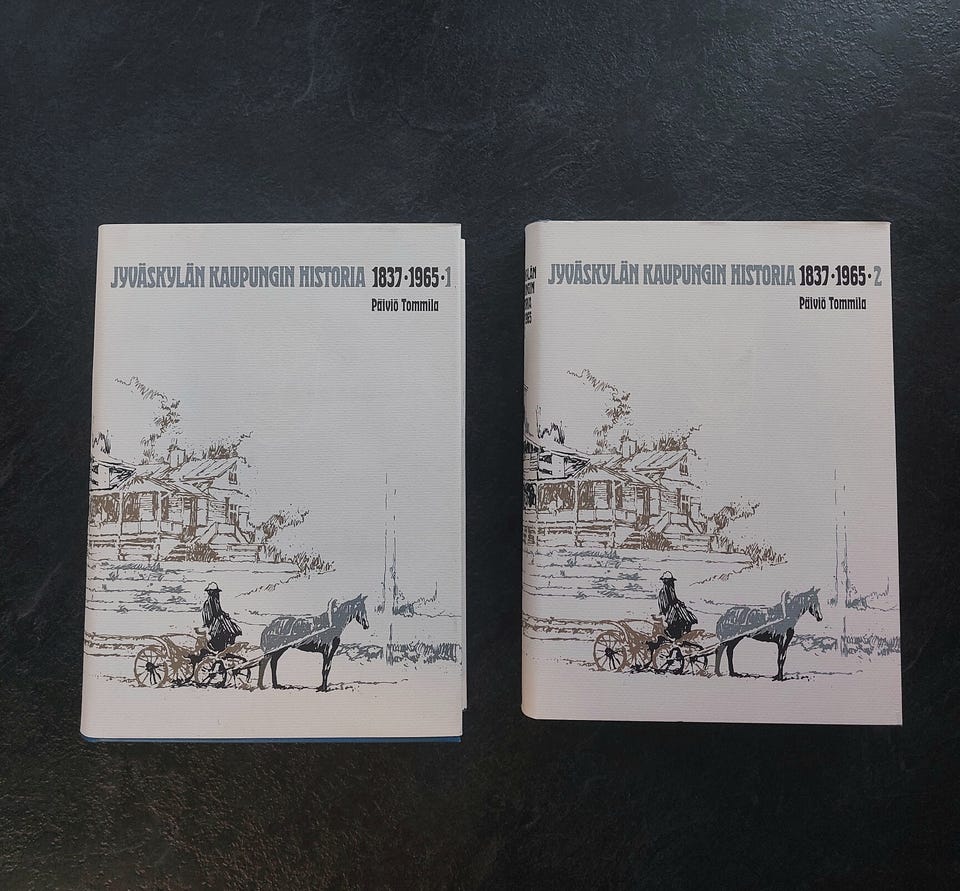 JYVÄSKYLÄN KAUPUNGIN HISTORIA 1837·1965·1
Päiviö Tommila
JYVÄSKYLÄN KAUPUNGIN HISTORIA 1837·1965·2
Päiviö Tommila